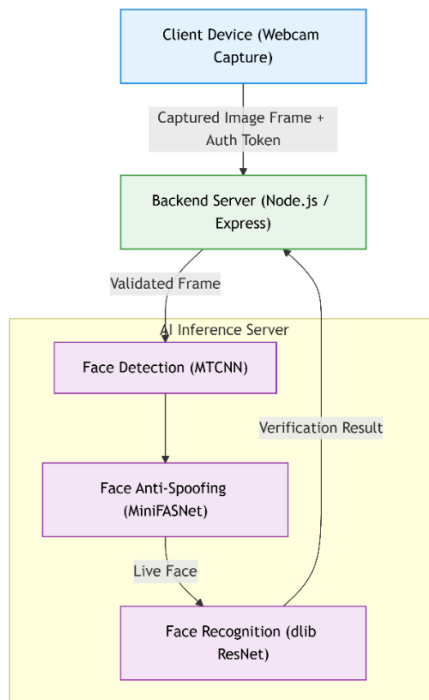 Client Device (Webcam
Capture)
Captured Image Frame +
Auth Token
Backend Server (Node.js /
Express)
Validated Frame
AI Inference Server
Face Detection (MTCNN)
Verification Result
Face Anti-Spoofing
(MiniFASNet)
Live Face
Face Recognition (dlib
ResNet)